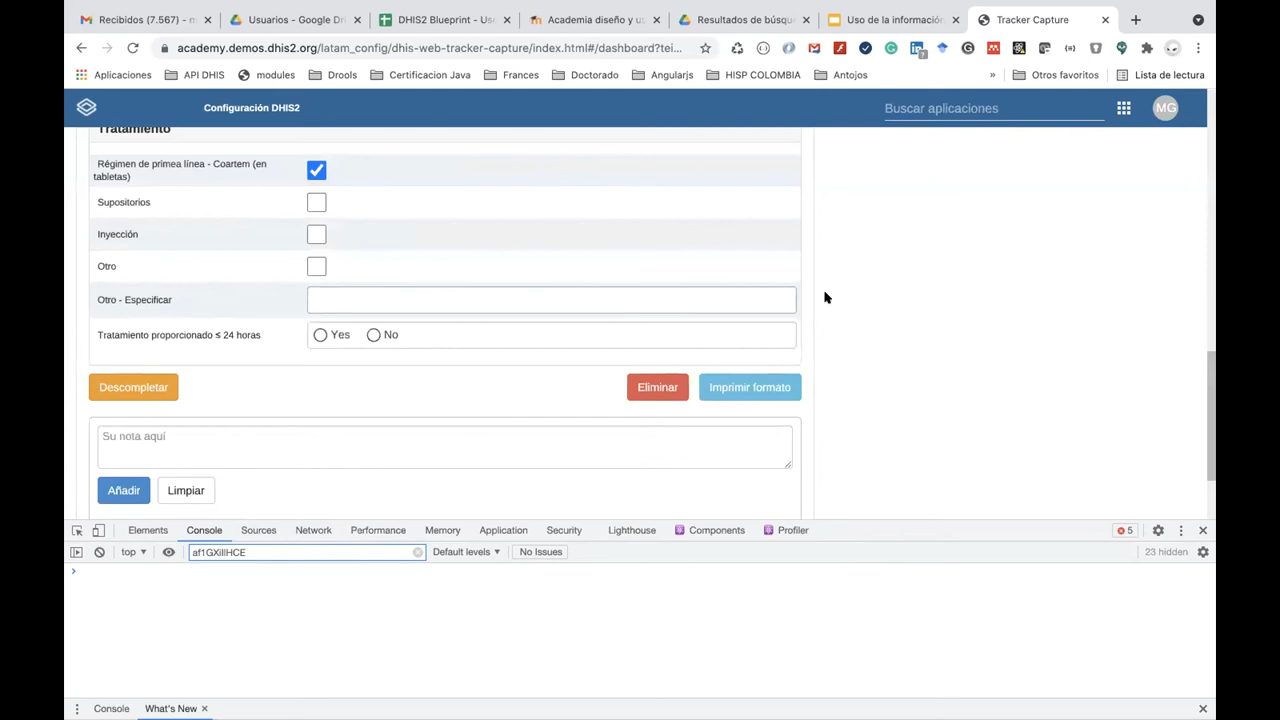 Recibidos (7.567) - m
Usuarios - Google Dri
DHIS2 Blueprint - Use
Academia diseño y us
Resultados de búsqu
Uso de la información
Tracker Capture
academy.demos.dhis2.org/latam_config/dhis-web-tracker-capture/index.html#/dashboard?tei...
Aplicaciones
API DHIS
modules
Drools
Certificacion Java
Frances
Doctorado
Angularjs
HISP COLOMBIA
Antojos
»
Otros favoritos
Lista de lectura
Configuración DHIS2
Buscar aplicaciones
MG
Tratamiento
Régimen de primea línea - Coartem (en
tabletas)
Supositorios
Inyección
Otro
Otro - Especificar
Tratamiento proporcionado ≤ 24 horas
Yes
No
Descompletar
Eliminar
Imprimir formato
Su nota aquí
Añadir
Limpiar
Elements
Console
Sources
Network
Performance
Memory
Application
Security
Lighthouse
Components
Profiler
5
top
af1GXillHCE
Default levels
No Issues
23 hidden
Console
What's New